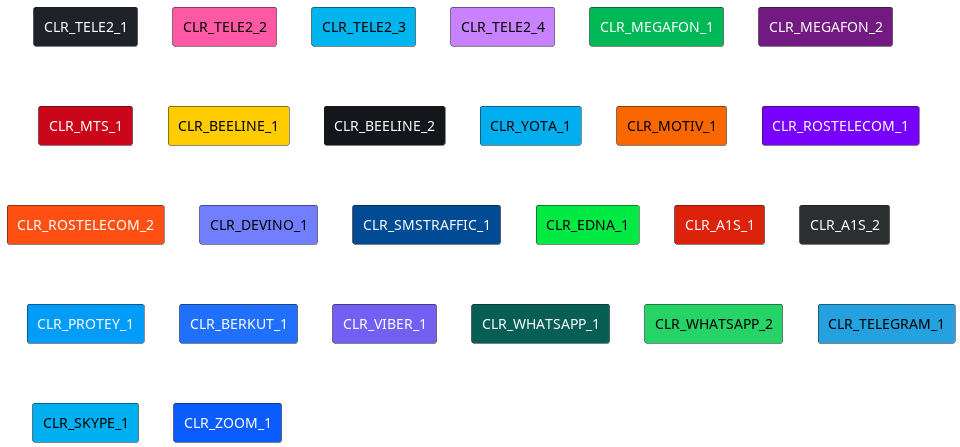 CLR_TELE2_1 CLR_TELE2_2 CLR_TELE2_3 CLR_TELE2_4 CLR_MEGAFON_1 CLR_MEGAFON_2
CLR_MTS_1 CLR_BEELINE_1 CLR_BEELINE_2 CLR_YOTA_1 CLR_MOTIV_1 CLR_ROSTELECOM_1
CLR_ROSTELECOM_2 CLR_DEVINO_1 CLR_SMSTRAFFIC_1 CLR_EDNA_1 CLR_A1S_1 CLR_A1S_2
CLR_PROTEY_1 CLR_BERKUT_1 CLR_VIBER_1 CLR_WHATSAPP_1 CLR_WHATSAPP_2 CLR_TELEGRAM_1
CLR_SKYPE_1 CLR_ZOOM_1